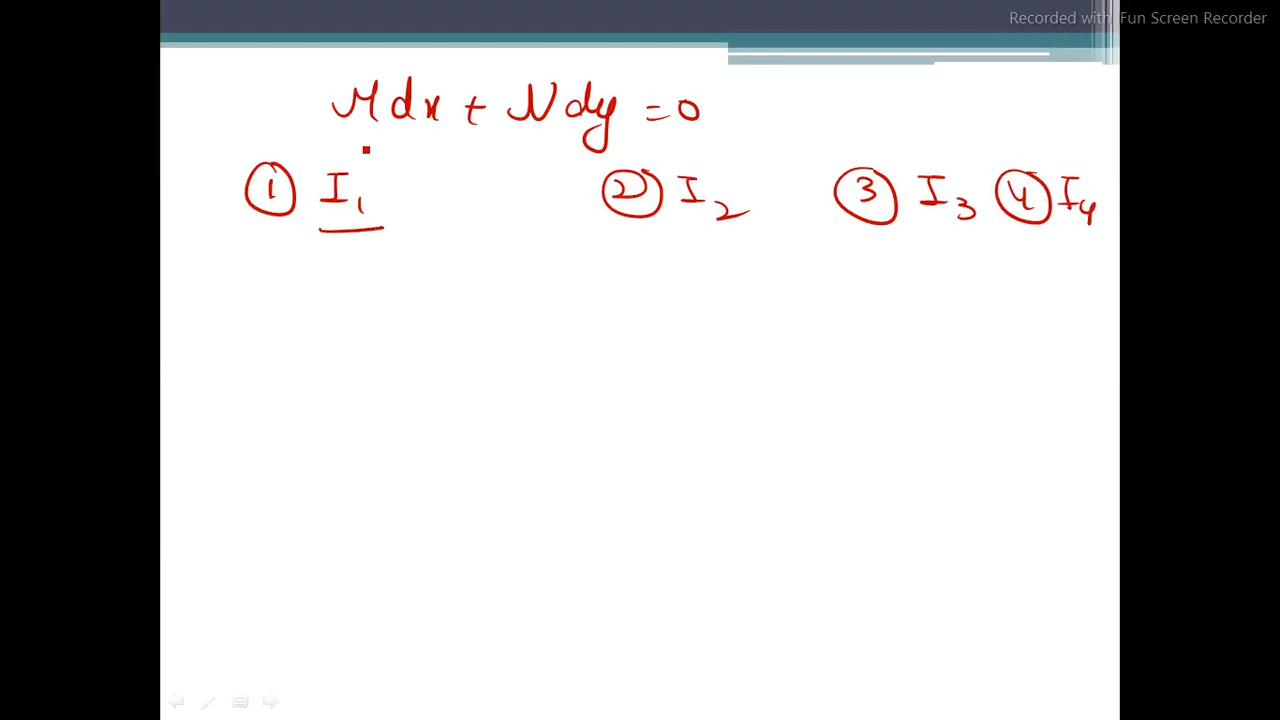 Recorded with Fun Screen Recorder
Mdx + Ndy = 0
① I₁ ② I₂ ③ I₃ ④ I₄